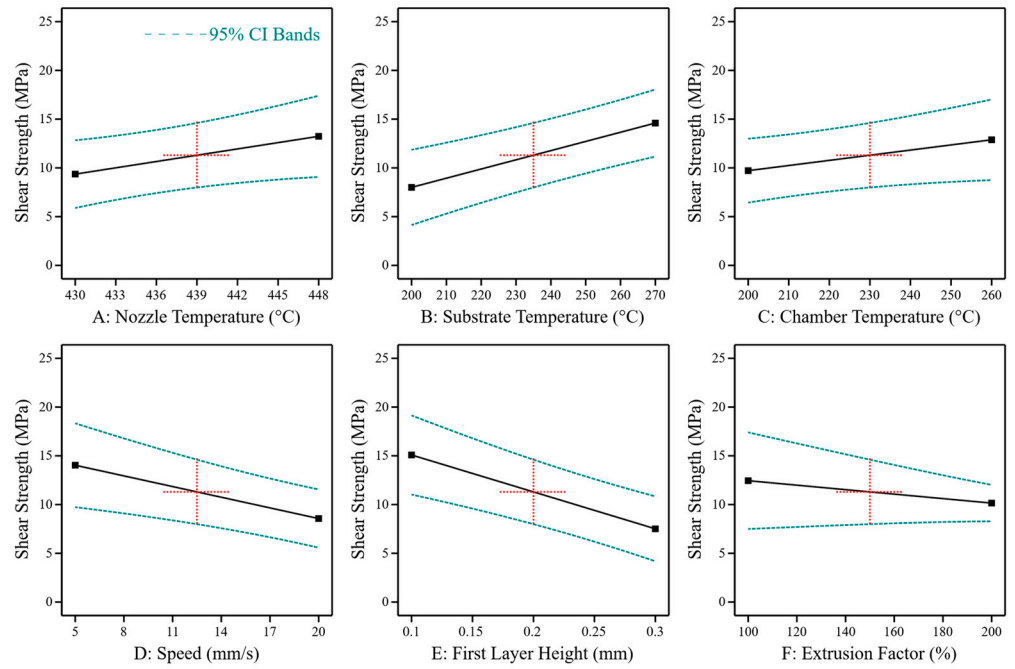 25
20
15
10
5
0
Shear Strength (MPa)
95% CI Bands
430 433 436 439 442 445 448
A: Nozzle Temperature (°C)
25
20
15
10
5
0
Shear Strength (MPa)
200 210 220 230 240 250 260 270
B: Substrate Temperature (°C)
25
20
15
10
5
0
Shear Strength (MPa)
200 210 220 230 240 250 260
C: Chamber Temperature (°C)
25
20
15
10
5
0
Shear Strength (MPa)
5 8 11 14 17 20
D: Speed (mm/s)
25
20
15
10
5
0
Shear Strength (MPa)
0.1 0.15 0.2 0.25 0.3
E: First Layer Height (mm)
25
20
15
10
5
0
Shear Strength (MPa)
100 120 140 160 180 200
F: Extrusion Factor (%)